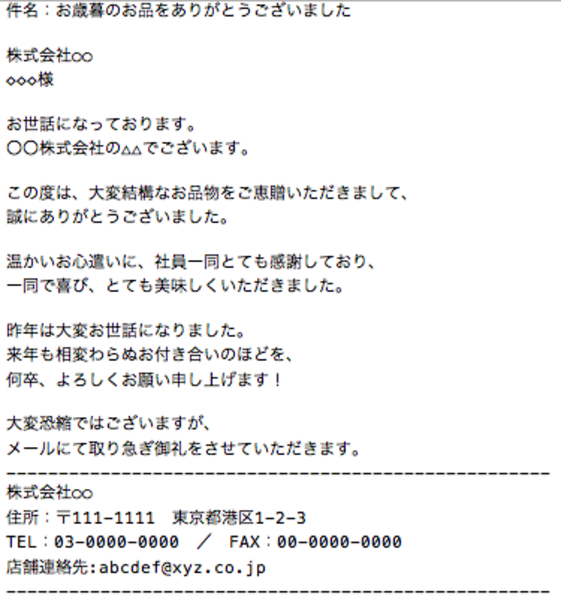 件名：お歳暮のお品をありがとうございました
株式会社○○
◇◇◇様
お世話になっております。
〇〇株式会社の△△でございます。
この度は、大変結構なお品物をご恵贈いただきまして、
誠にありがとうございました。
温かいお心遣いに、社員一同とても感謝しており、
一同で喜び、とても美味しくいただきました。
昨年は大変お世話になりました。
来年も相変わらぬお付き合いのほどを、
何卒、よろしくお願い申し上げます！
大変恐縮ではございますが、
メールにて取り急ぎ御礼をさせていただきます。
------------------------------------------------------
株式会社○○
住所：〒111-1111　東京都港区1-2-3
TEL：03-0000-0000　／　FAX：00-0000-0000
店舗連絡先:abcdef@xyz.co.jp
------------------------------------------------------